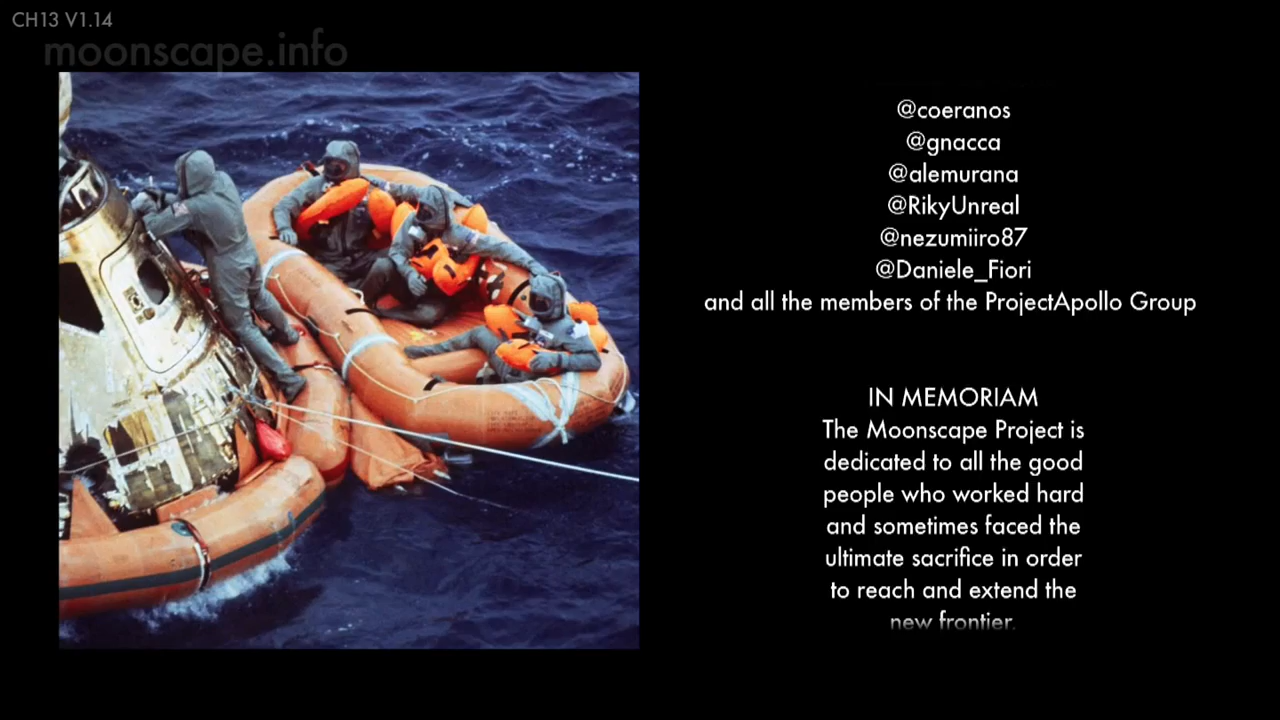 CH13 V1.14
moonscape.info
@coeranos
@gnacca
@alemurana
@RikyUnreal
@nezumiiro87
@Daniele_Fiori
and all the members of the ProjectApollo Group
IN MEMORIAM
The Moonscape Project is
dedicated to all the good
people who worked hard
and sometimes faced the
ultimate sacrifice in order
to reach and extend the
new frontier.